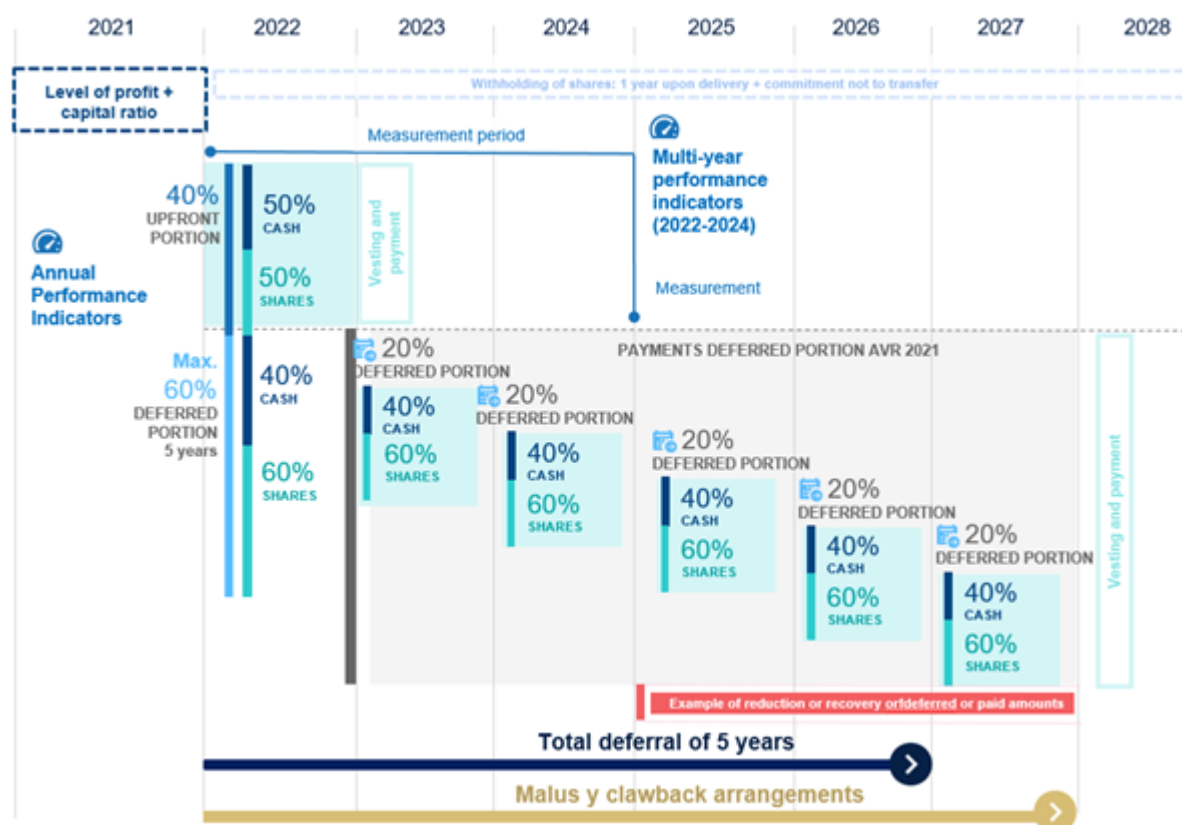 2021
2022
2023
2024
2025
2026
2027
2028
Level of profit +
capital ratio
Withholding of shares: 1 year upon delivery + commitment not to transfer
Measurement period
Multi-year
performance
indicators
(2022-2024)
Measurement
40%
UPFRONT
PORTION
50%
CASH
50%
SHARES
Vesting and
payment
Annual
Performance
Indicators
Max.
60%
DEFERRED
PORTION
5 years
40%
CASH
60%
SHARES
PAYMENTS DEFERRED PORTION AVR 2021
20%
DEFERRED PORTION
40%
CASH
60%
SHARES
20%
DEFERRED PORTION
40%
CASH
60%
SHARES
20%
DEFERRED PORTION
40%
CASH
60%
SHARES
20%
DEFERRED PORTION
40%
CASH
60%
SHARES
20%
DEFERRED PORTION
40%
CASH
60%
SHARES
Vesting and payment
Example of reduction or recovery orfdeferred or paid amounts
Total deferral of 5 years
Malus y clawback arrangements